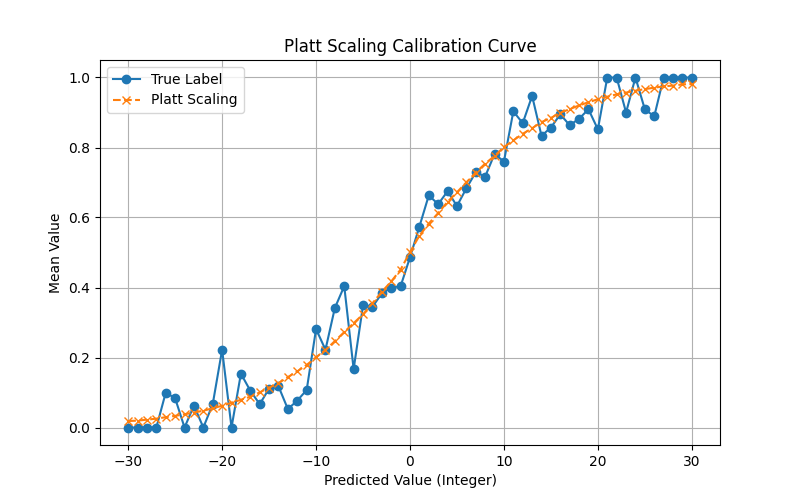 Platt Scaling Calibration Curve
True Label
Platt Scaling
Mean Value
1.0
0.8
0.6
0.4
0.2
0.0
−30 −20 −10 0 10 20 30
Predicted Value (Integer)